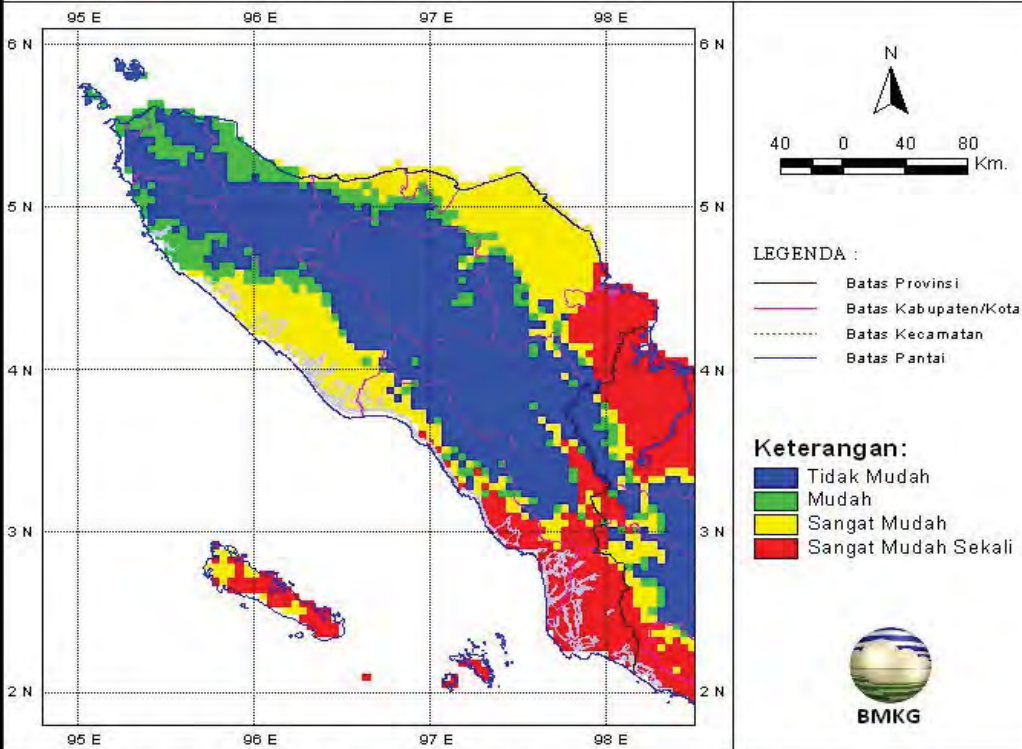 95 E 96 E 97 E 98 E
6 N 6 N
5 N 5 N
4 N 4 N
3 N 3 N
2 N 2 N
95 E 96 E 97 E 98 E
N
40 0 40 80
Km.
LEGENDA :
Batas Provinsi
Batas Kabupaten/Kota
Batas Kecamatan
Batas Pantai
Keterangan:
Tidak Mudah
Mudah
Sangat Mudah
Sangat Mudah Sekali
BMKG